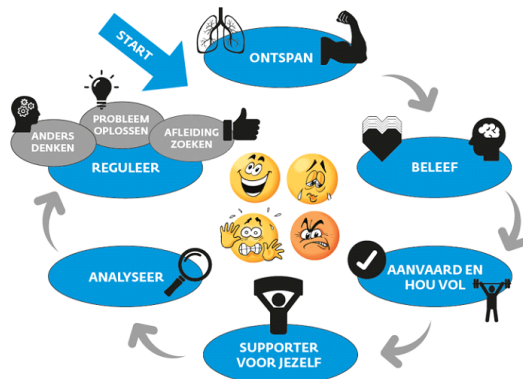 START
ONTSPAN
BELEEF
AANVAARD EN
HOU VOL
SUPPORTER
VOOR JEZELF
ANALYSEER
ANDERS
DENKEN
PROBLEEM
OPLOSSEN
AFLEIDING
ZOEKEN
REGULEER